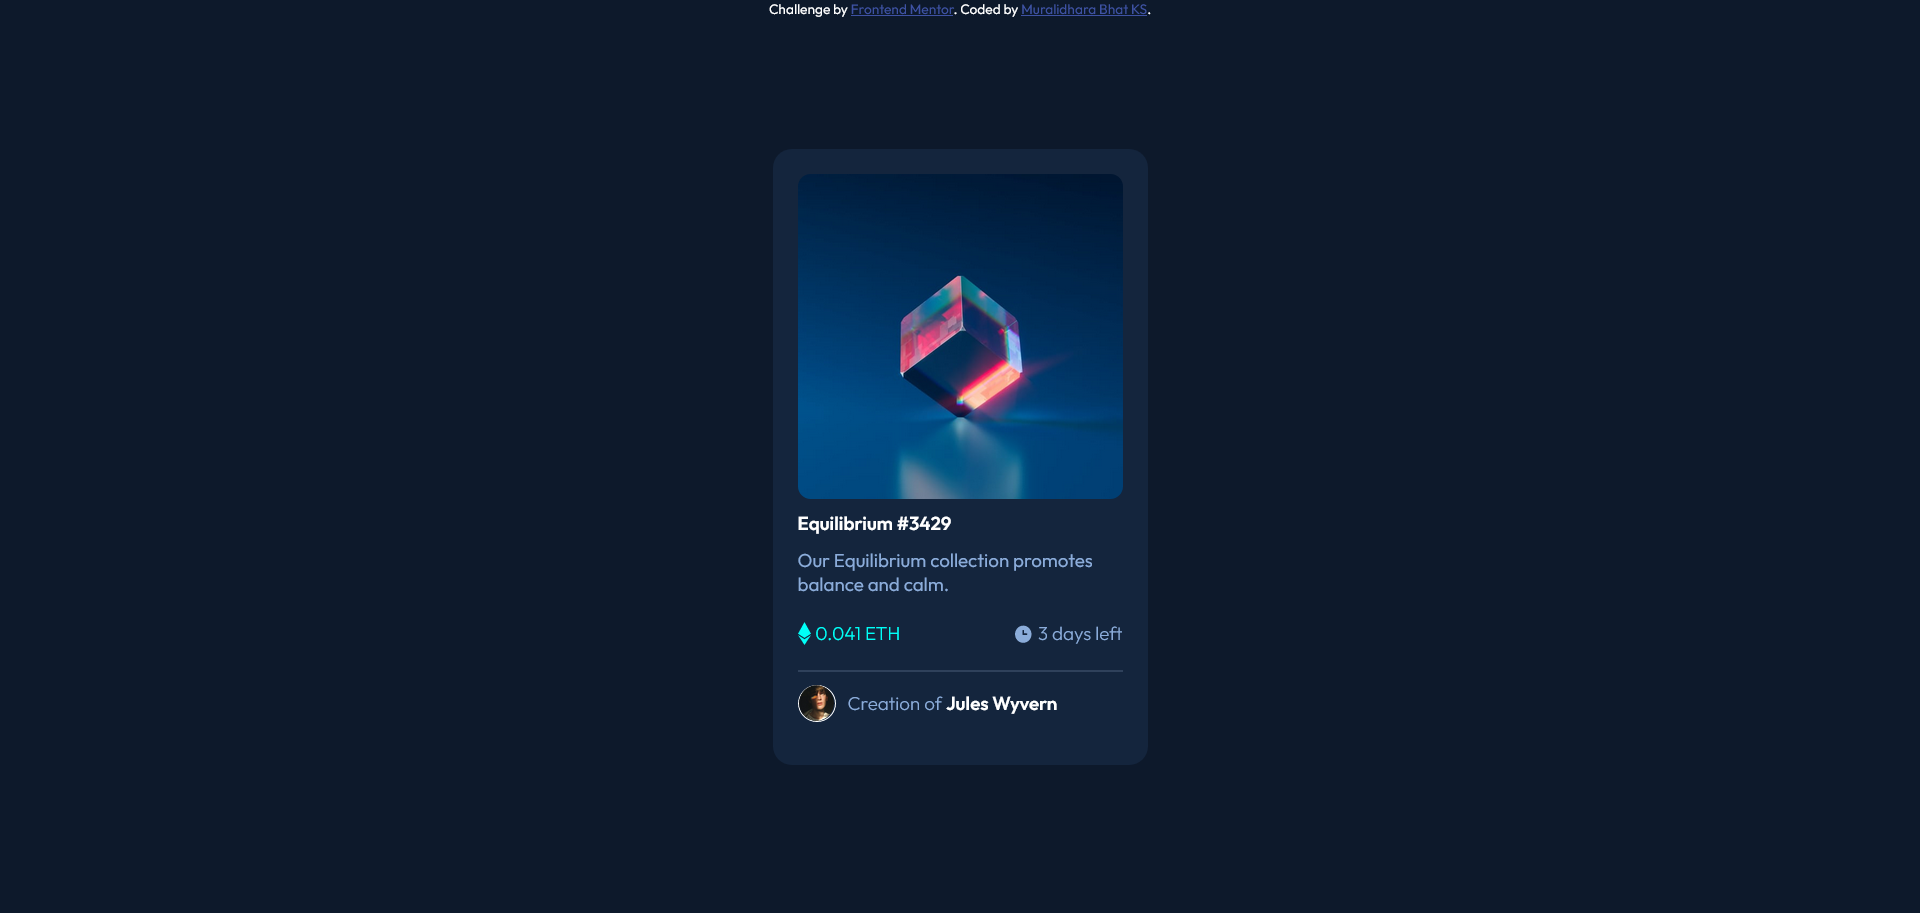 Challenge by Frontend Mentor. Coded by Muralidhara Bhat KS.
Equilibrium #3429
Our Equilibrium collection promotes
balance and calm.
0.041 ETH
3 days left
Creation of Jules Wyvern